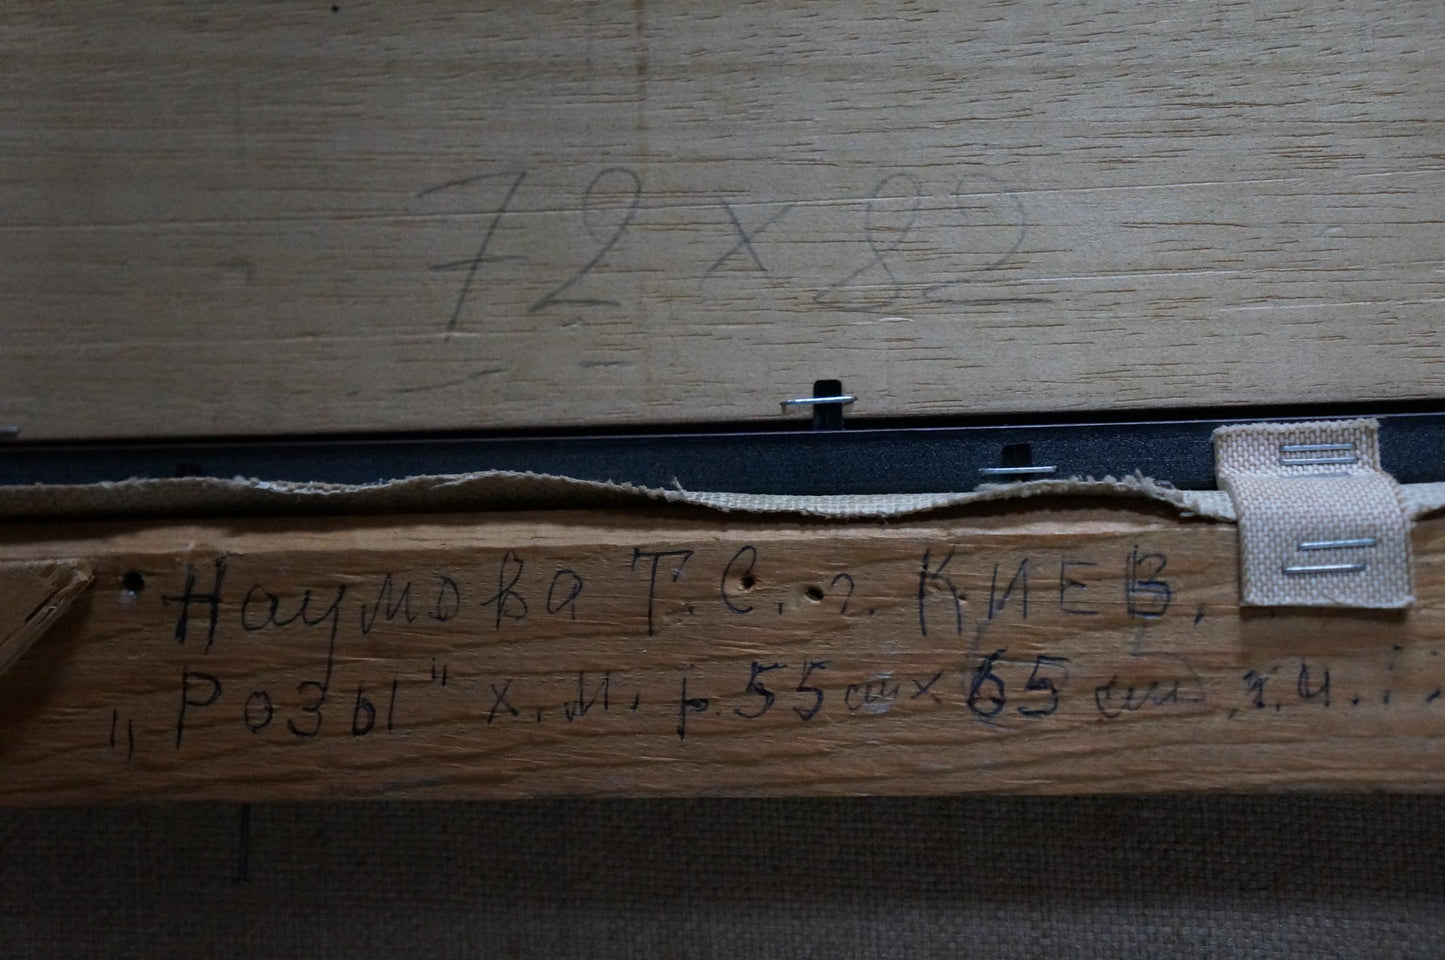 72 x 82
Наумова Т. С. г. КИЕВ.
„Розы" х. м. р. 55 см х 65 см